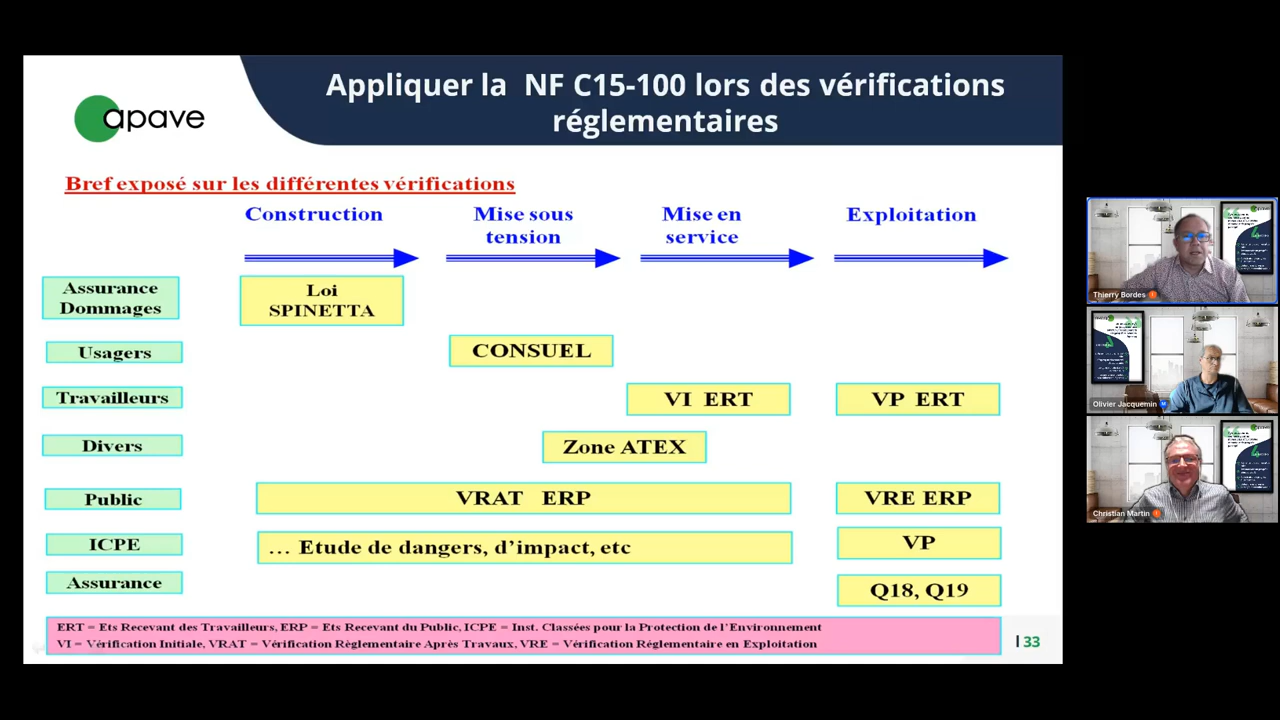 apave
Appliquer la NF C15-100 lors des vérifications
réglementaires
Bref exposé sur les différentes vérifications
Construction
Mise sous
tension
Mise en
service
Exploitation
Assurance
Dommages
Loi
SPINETTA
Usagers
CONSUEL
Travailleurs
VI ERT
VP ERT
Divers
Zone ATEX
Public
VRAT ERP
VRE ERP
ICPE
... Etude de dangers, d’impact, etc
VP
Assurance
Q18, Q19
ERT = Ets Recevant des Travailleurs, ERP = Ets Recevant du Public, ICPE = Inst. Classées pour la Protection de l’Environnement
VI = Vérification Initiale, VRAT = Vérification Règlementaire Après Travaux, VRE = Vérification Réglementaire en Exploitation
l 33
Thierry Bordes
Olivier Jacquemin
Christian Martin